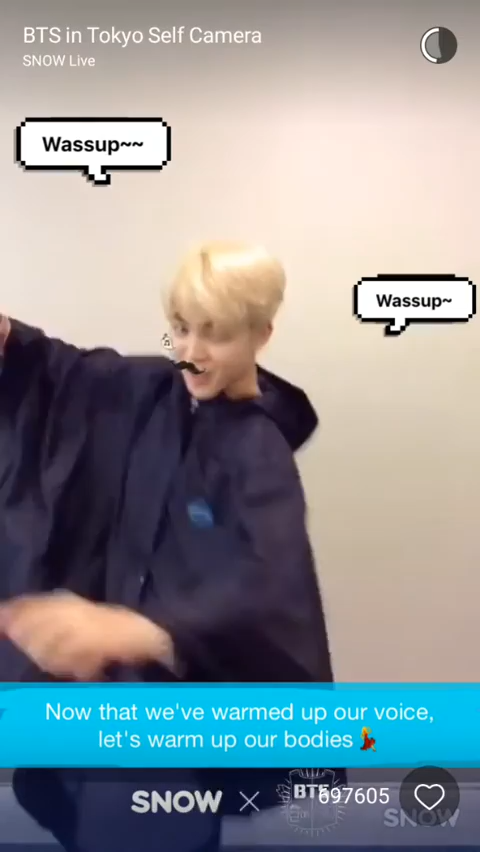 BTS in Tokyo Self Camera
SNOW Live
Wassup~~
Wassup~
Now that we've warmed up our voice,
let's warm up our bodies💃
SNOW × BTS
697605
SNOW